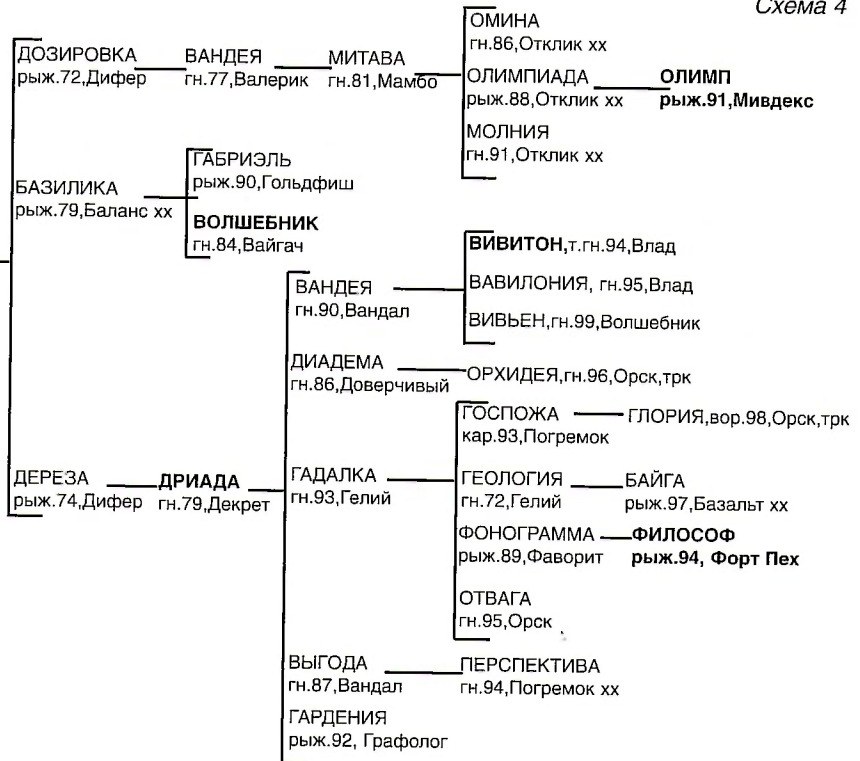 Схема 4
ДОЗИРОВКА
рыж.72,Дифер
ВАНДЕЯ
гн.77,Валерик
МИТАВА
гн.81,Мамбо
ОМИНА
гн.86,Отклик хх
ОЛИМПИАДА
рыж.88,Отклик хх
ОЛИМП
рыж.91,Мивдекс
МОЛНИЯ
гн.91,Отклик хх
БАЗИЛИКА
рыж.79,Баланс хх
ГАБРИЭЛЬ
рыж.90,Гольдфиш
ВОЛШЕБНИК
гн.84,Вайгач
ДЕРЕЗА
рыж.74,Дифер
ДРИАДА
гн.79,Декрет
ВАНДЕЯ
гн.90,Вандал
ВИВИТОН,т.гн.94,Влад
ВАВИЛОНИЯ, гн.95,Влад
ВИВЬЕН,гн.99,Волшебник
ДИАДЕМА
гн.86,Доверчивый
ОРХИДЕЯ,гн.96,Орск,трк
ГАДАЛКА
гн.93,Гелий
ГОСПОЖА
кар.93,Погремок
ГЛОРИЯ,вор.98,Орск,трк
ГЕОЛОГИЯ
гн.72,Гелий
БАЙГА
рыж.97,Базальт хх
ФОНОГРАММА
рыж.89,Фаворит
ФИЛОСОФ
рыж.94, Форт Пех
ОТВАГА
гн.95,Орск
ВЫГОДА
гн.87,Вандал
ПЕРСПЕКТИВА
гн.94,Погремок хх
ГАРДЕНИЯ
рыж.92, Графолог